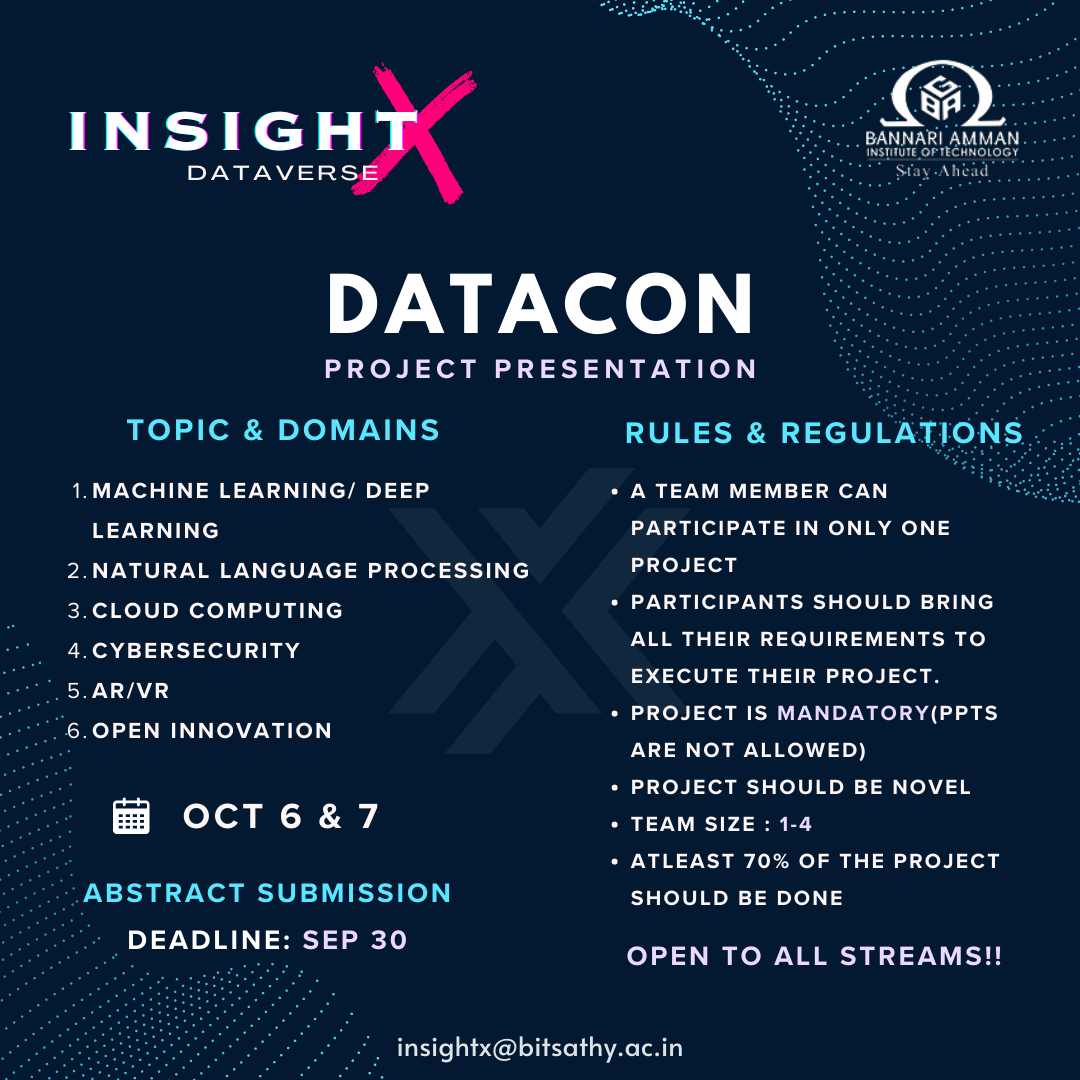 INSIGHTX
DATAVERSE
GBA
BANNARI AMMAN
INSTITUTE OF TECHNOLOGY
Stay Ahead
DATACON
PROJECT PRESENTATION
TOPIC & DOMAINS
1. MACHINE LEARNING/ DEEP
LEARNING
2. NATURAL LANGUAGE PROCESSING
3. CLOUD COMPUTING
4. CYBERSECURITY
5. AR/VR
6. OPEN INNOVATION
OCT 6 & 7
ABSTRACT SUBMISSION
DEADLINE: SEP 30
RULES & REGULATIONS
• A TEAM MEMBER CAN
PARTICIPATE IN ONLY ONE
PROJECT
• PARTICIPANTS SHOULD BRING
ALL THEIR REQUIREMENTS TO
EXECUTE THEIR PROJECT.
• PROJECT IS MANDATORY(PPTS
ARE NOT ALLOWED)
• PROJECT SHOULD BE NOVEL
• TEAM SIZE : 1-4
• ATLEAST 70% OF THE PROJECT
SHOULD BE DONE
OPEN TO ALL STREAMS!!
insightx@bitsathy.ac.in